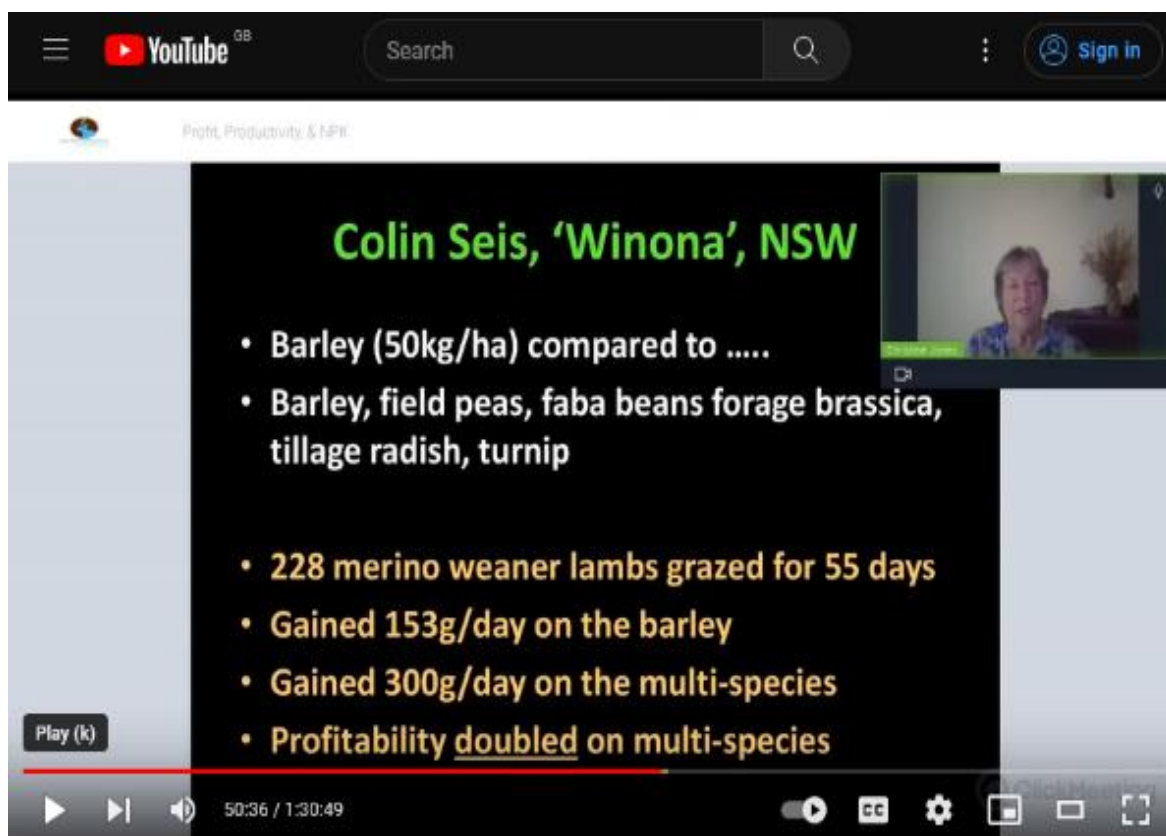 YouTube GB
Search
Sign in
Profit, Productivity, & NPK
Colin Seis, ‘Winona’, NSW
• Barley (50kg/ha) compared to …..
• Barley, field peas, faba beans forage brassica,
tillage radish, turnip
Christine Jones
• 228 merino weaner lambs grazed for 55 days
• Gained 153g/day on the barley
• Gained 300g/day on the multi-species
• Profitability doubled on multi-species
Play (k)
ClickMeeting
50:36 / 1:30:49
CC